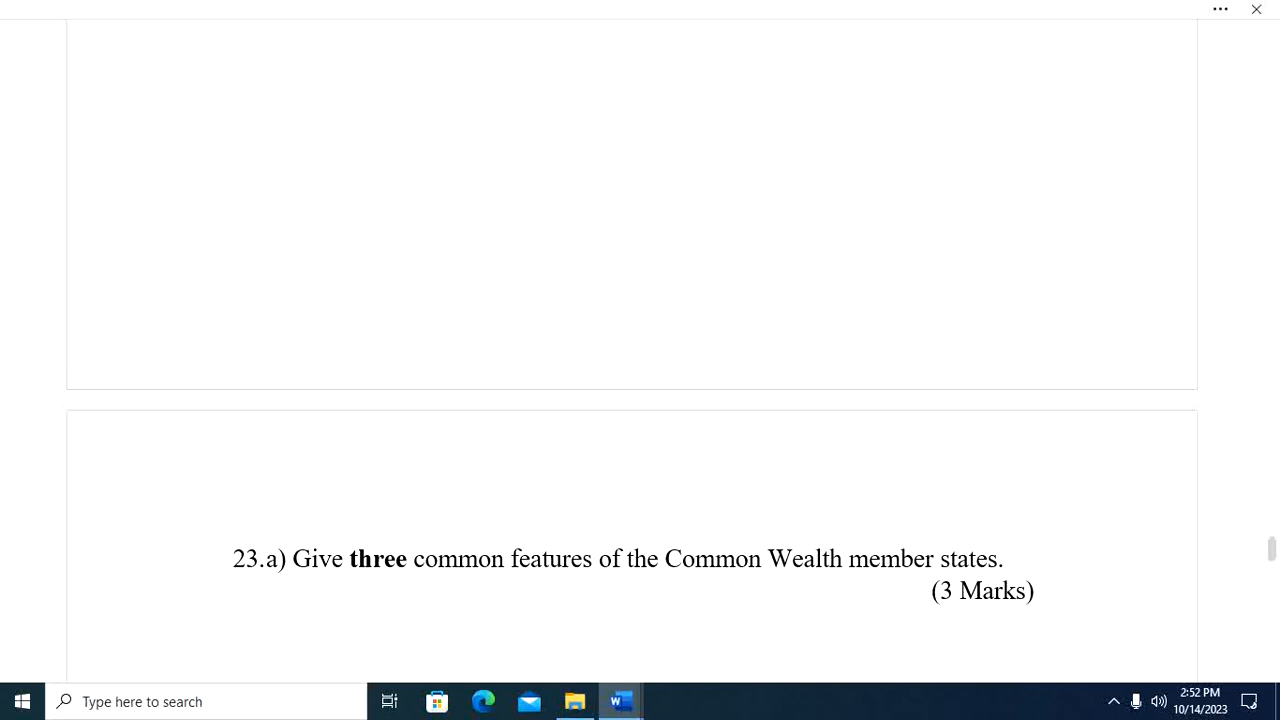 23.a) Give three common features of the Common Wealth member states.
(3 Marks)
Type here to search
2:52 PM
10/14/2023